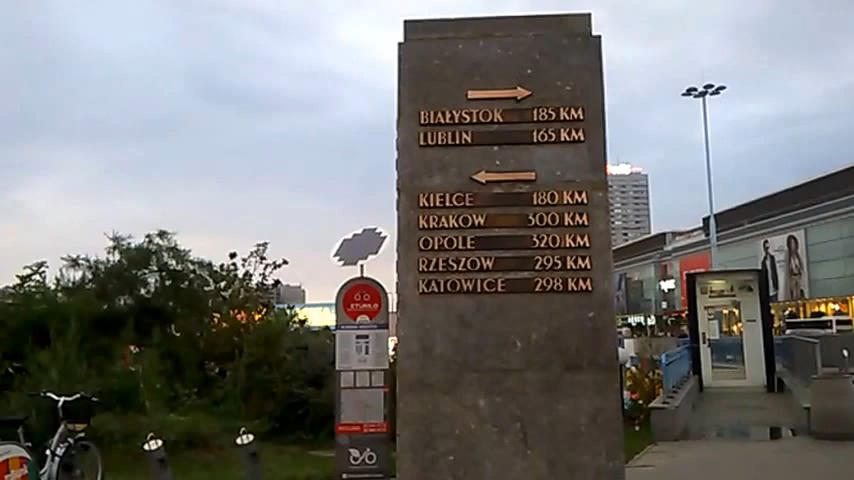 BIAŁYSTOK 185 KM
LUBLIN 165 KM
KIELCE 180 KM
KRAKOW 300 KM
OPOLE 320 KM
RZESZOW 295 KM
KATOWICE 298 KM